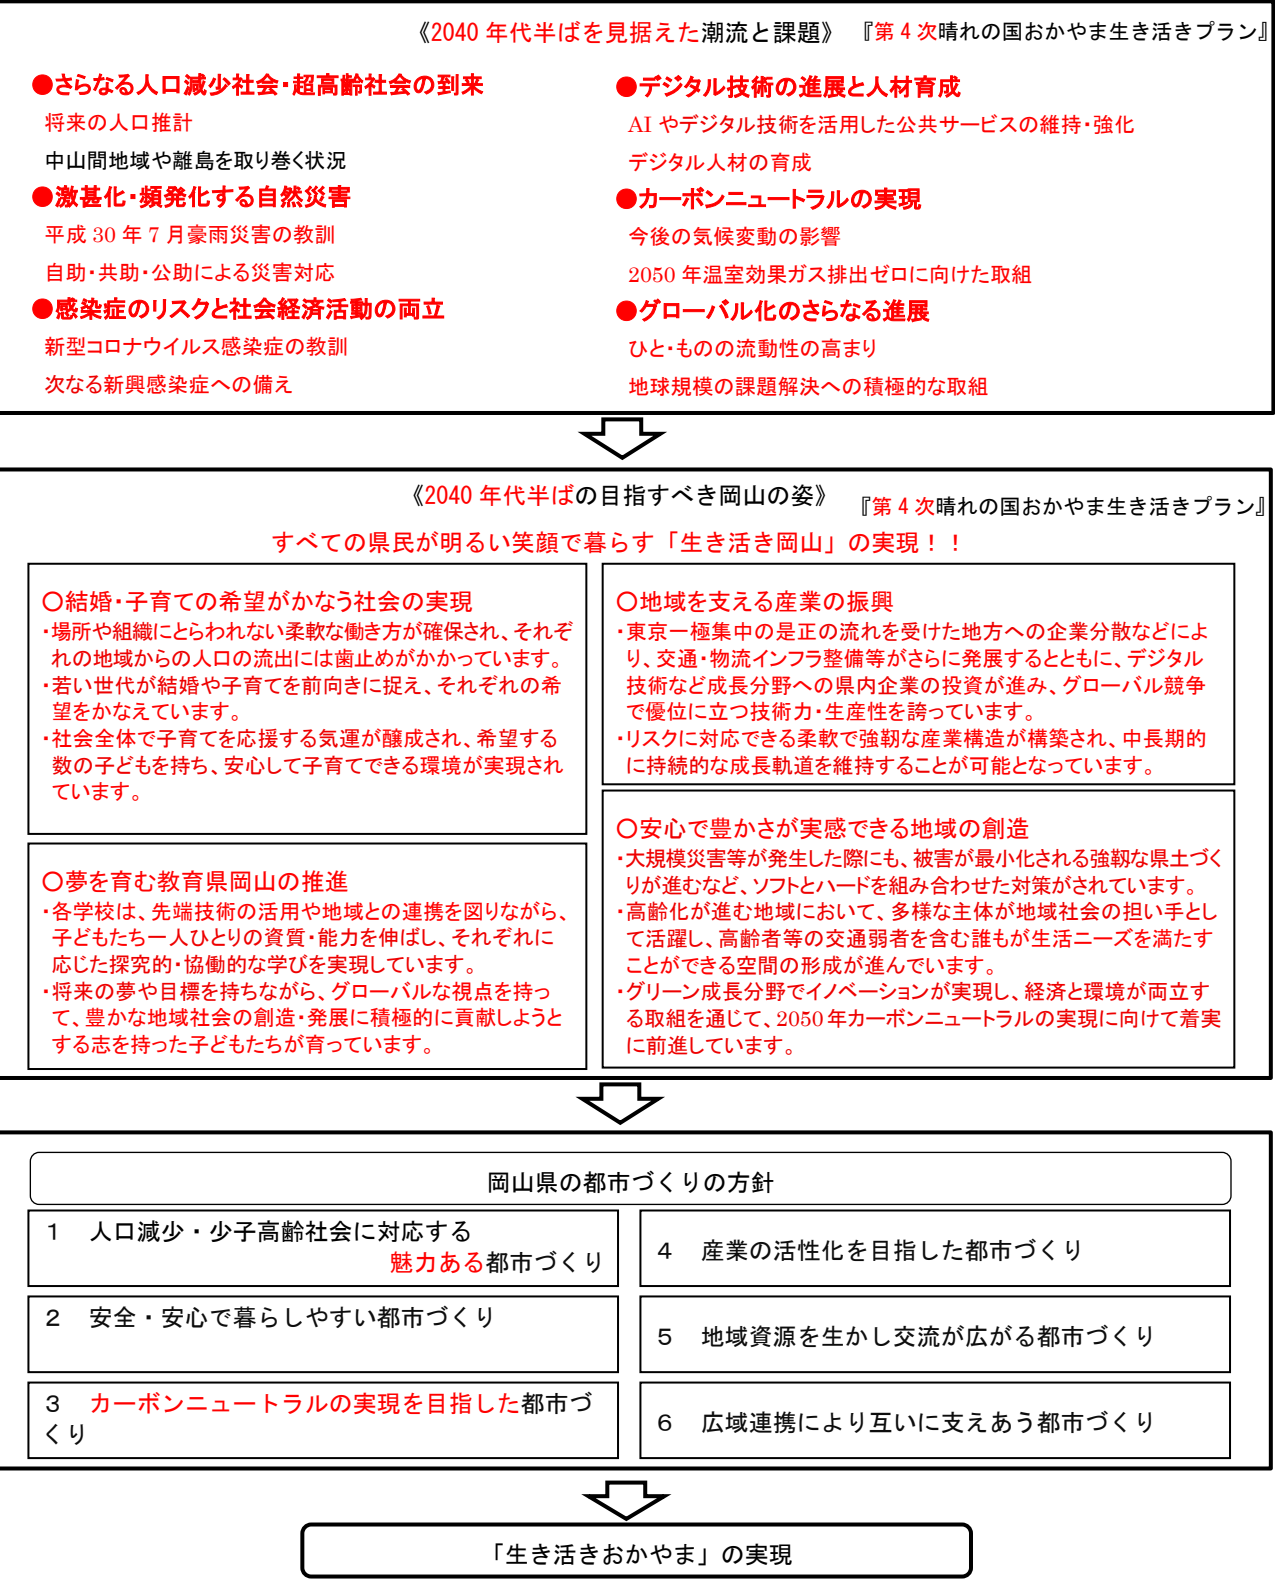 《2040 年代半ばを見据えた潮流と課題》 『第４次晴れの国おかやま生き活きプラン』
●さらなる人口減少社会・超高齢社会の到来
将来の人口推計
中山間地域や離島を取り巻く状況
●激甚化・頻発化する自然災害
平成 30 年 7 月豪雨災害の教訓
自助・共助・公助による災害対応
●感染症のリスクと社会経済活動の両立
新型コロナウイルス感染症の教訓
次なる新興感染症への備え
●デジタル技術の進展と人材育成
AI やデジタル技術を活用した公共サービスの維持・強化
デジタル人材の育成
●カーボンニュートラルの実現
今後の気候変動の影響
2050 年温室効果ガス排出ゼロに向けた取組
●グローバル化のさらなる進展
ひと・ものの流動性の高まり
地球規模の課題解決への積極的な取組
《2040 年代半ばの目指すべき岡山の姿》 『第４次晴れの国おかやま生き活きプラン』
すべての県民が明るい笑顔で暮らす「生き活き岡山」の実現！！
〇結婚・子育ての希望がかなう社会の実現
・場所や組織にとらわれない柔軟な働き方が確保され、それぞ
れの地域からの人口の流出には歯止めがかかっています。
・若い世代が結婚や子育てを前向きに捉え、それぞれの希
望をかなえています。
・社会全体で子育てを応援する気運が醸成され、希望する
数の子どもを持ち、安心して子育てできる環境が実現され
ています。
〇夢を育む教育県岡山の推進
・各学校は、先端技術の活用や地域との連携を図りながら、
子どもたち一人ひとりの資質・能力を伸ばし、それぞれに
応じた探究的・協働的な学びを実現しています。
・将来の夢や目標を持ちながら、グローバルな視点を持っ
て、豊かな地域社会の創造・発展に積極的に貢献しようと
する志を持った子どもたちが育っています。
〇地域を支える産業の振興
・東京一極集中の是正の流れを受けた地方への企業分散などによ
り、交通・物流インフラ整備等がさらに発展するとともに、デジタル
技術など成長分野への県内企業の投資が進み、グローバル競争
で優位に立つ技術力・生産性を誇っています。
・リスクに対応できる柔軟で強靭な産業構造が構築され、中長期的
に持続的な成長軌道を維持することが可能となっています。
〇安心で豊かさが実感できる地域の創造
・大規模災害等が発生した際にも、被害が最小化される強靭な県土づく
りが進むなど、ソフトとハードを組み合わせた対策がされています。
・高齢化が進む地域において、多様な主体が地域社会の担い手とし
て活躍し、高齢者等の交通弱者を含む誰もが生活ニーズを満たす
ことができる空間の形成が進んでいます。
・グリーン成長分野でイノベーションが実現し、経済と環境が両立す
る取組を通じて、2050 年カーボンニュートラルの実現に向けて着実
に前進しています。
岡山県の都市づくりの方針
１　人口減少・少子高齢社会に対応する
魅力ある都市づくり
２　安全・安心で暮らしやすい都市づくり
３　カーボンニュートラルの実現を目指した都市づ
くり
４　産業の活性化を目指した都市づくり
５　地域資源を生かし交流が広がる都市づくり
６　広域連携により互いに支えあう都市づくり
「生き活きおかやま」の実現